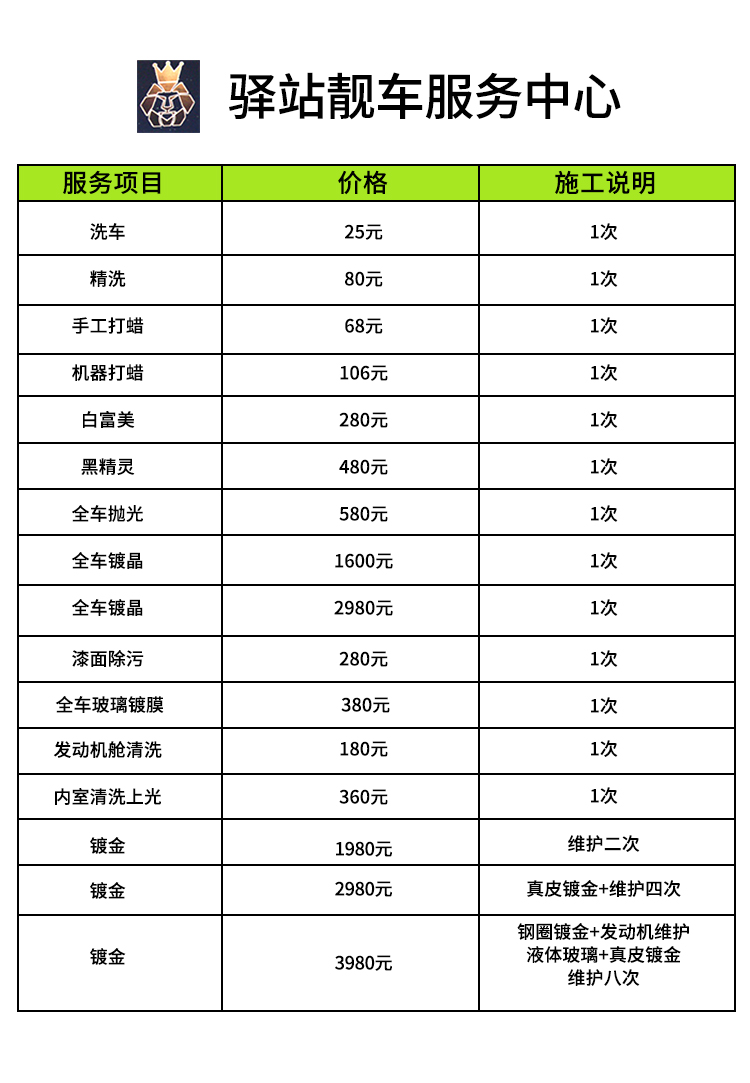 驿站靓车服务中心
服务项目 价格 施工说明
洗车 25元 1次
精洗 80元 1次
手工打蜡 68元 1次
机器打蜡 106元 1次
白富美 280元 1次
黑精灵 480元 1次
全车抛光 580元 1次
全车镀晶 1600元 1次
全车镀晶 2980元 1次
漆面除污 280元 1次
全车玻璃镀膜 380元 1次
发动机舱清洗 180元 1次
内室清洗上光 360元 1次
镀金 1980元 维护二次
镀金 2980元 真皮镀金+维护四次
镀金 3980元 钢圈镀金+发动机维护
液体玻璃+真皮镀金
维护八次